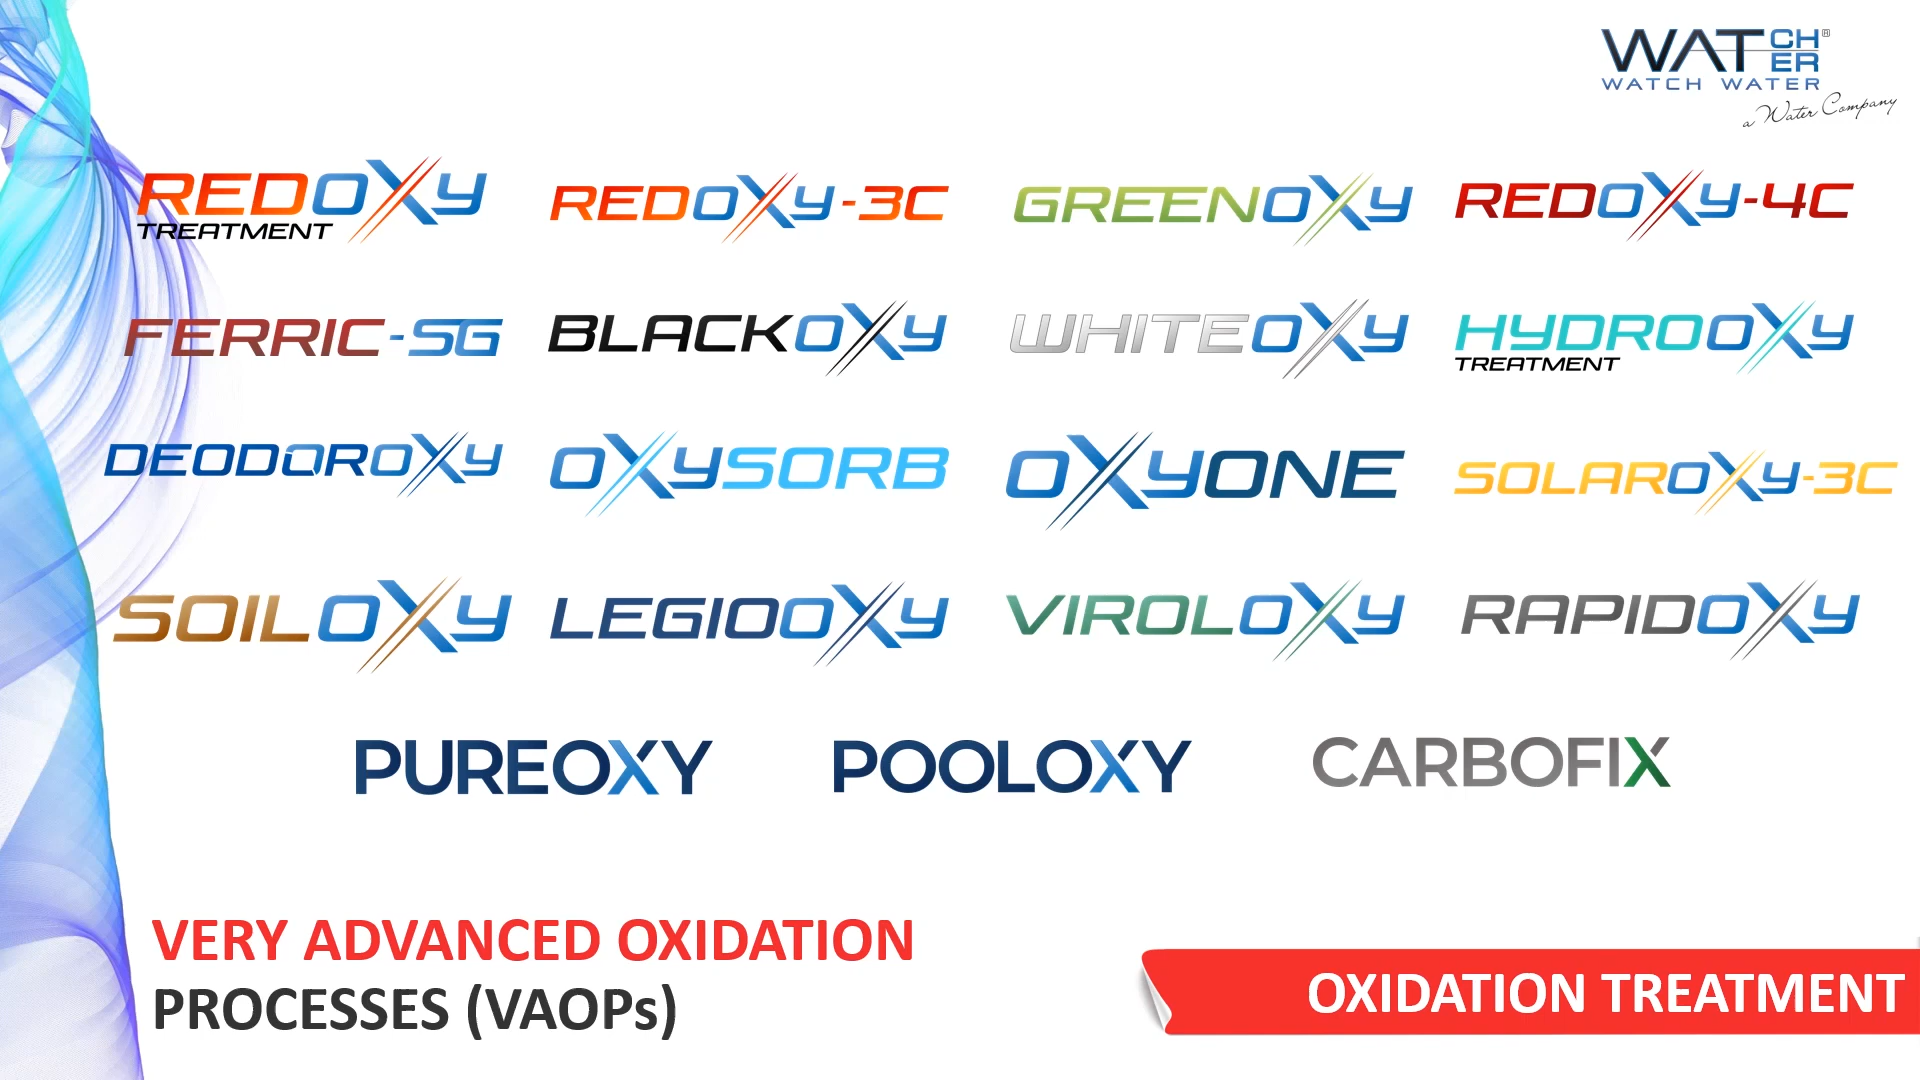 WATCH
ER®
WATCH WATER
a Water Company
REDOXY
TREATMENT
REDOXY-3C
GREENOXY
REDOXY-4C
FERRIC-SG
BLACKOXY
WHITEOXY
HYDROOXY
TREATMENT
DEODOROXY
OXYSORB
OXYONE
SOLAROXY-3C
SOILOXY
LEGIOOXY
VIROLOXY
RAPIDOXY
PUREOXY
POOLOXY
CARBOFIX
VERY ADVANCED OXIDATION
PROCESSES (VAOPs)
OXIDATION TREATMENT